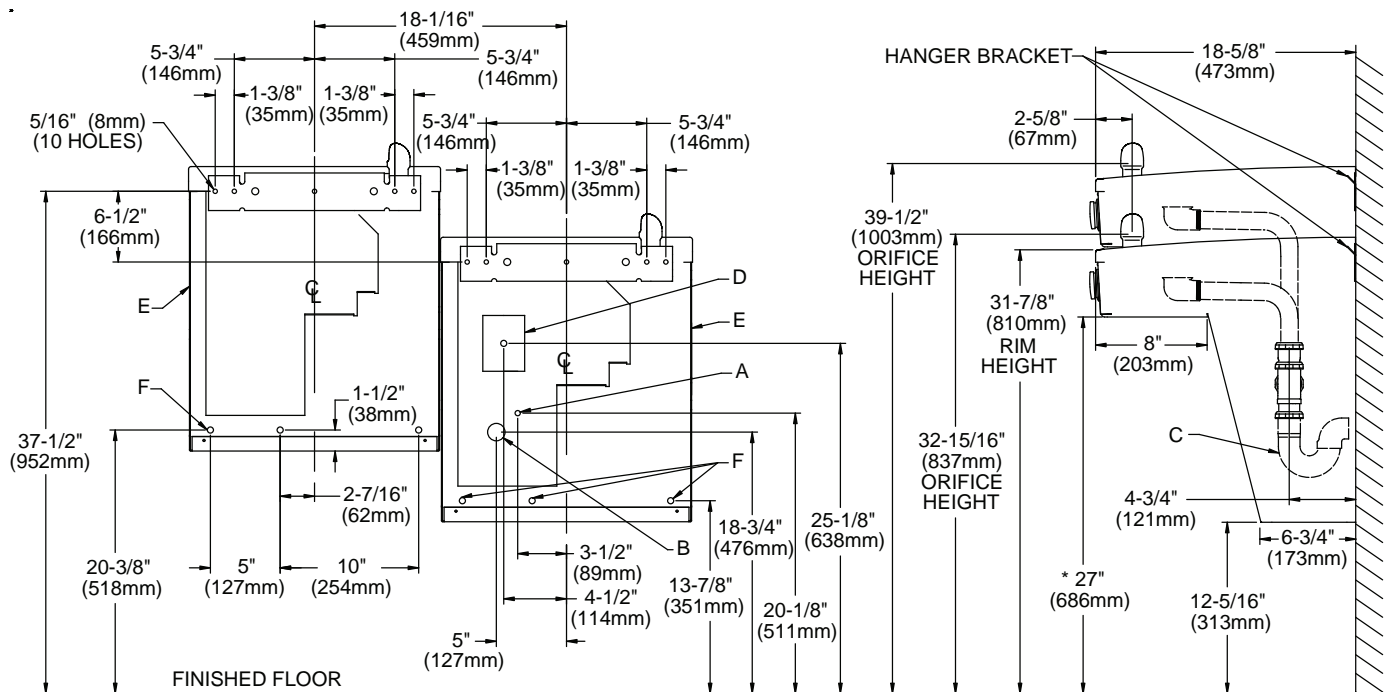 18-1/16"
(459mm)
5-3/4"
(146mm)
5-3/4"
(146mm)
1-3/8"
(35mm)
1-3/8"
(35mm)
5/16" (8mm)
(10 HOLES)
5-3/4"
(146mm)
5-3/4"
(146mm)
1-3/8"
(35mm)
1-3/8"
(35mm)
6-1/2"
(166mm)
E
CL
D
E
CL
A
F
1-1/2"
(38mm)
37-1/2"
(952mm)
F
2-7/16"
(62mm)
B
18-3/4"
(476mm)
25-1/8"
(638mm)
20-3/8"
(518mm)
5"
(127mm)
10"
(254mm)
3-1/2"
(89mm)
13-7/8"
(351mm)
4-1/2"
(114mm)
20-1/8"
(511mm)
5"
(127mm)
FINISHED FLOOR
HANGER BRACKET
18-5/8"
(473mm)
2-5/8"
(67mm)
39-1/2"
(1003mm)
ORIFICE
HEIGHT
31-7/8"
(810mm)
RIM
HEIGHT
8"
(203mm)
32-15/16"
(837mm)
ORIFICE
HEIGHT
C
4-3/4"
(121mm)
6-3/4"
(173mm)
* 27"
(686mm)
12-5/16"
(313mm)